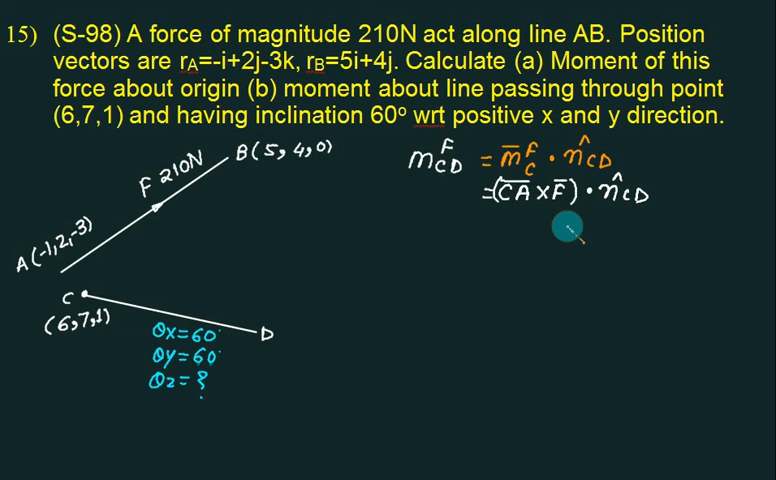 15) (S-98) A force of magnitude 210N act along line AB. Position
vectors are rA=-i+2j-3k, rB=5i+4j. Calculate (a) Moment of this
force about origin (b) moment about line passing through point
(6,7,1) and having inclination 60° wrt positive x and y direction.
B(5, 4, 0)
F 210N
A(-1,2,-3)
C
(6,7,1)
D
θx=60°
θy=60°
θz=?
m^F_CD = m̄^F_C · n̂_CD
=(C̅A̅ × F̄) · n̂_CD